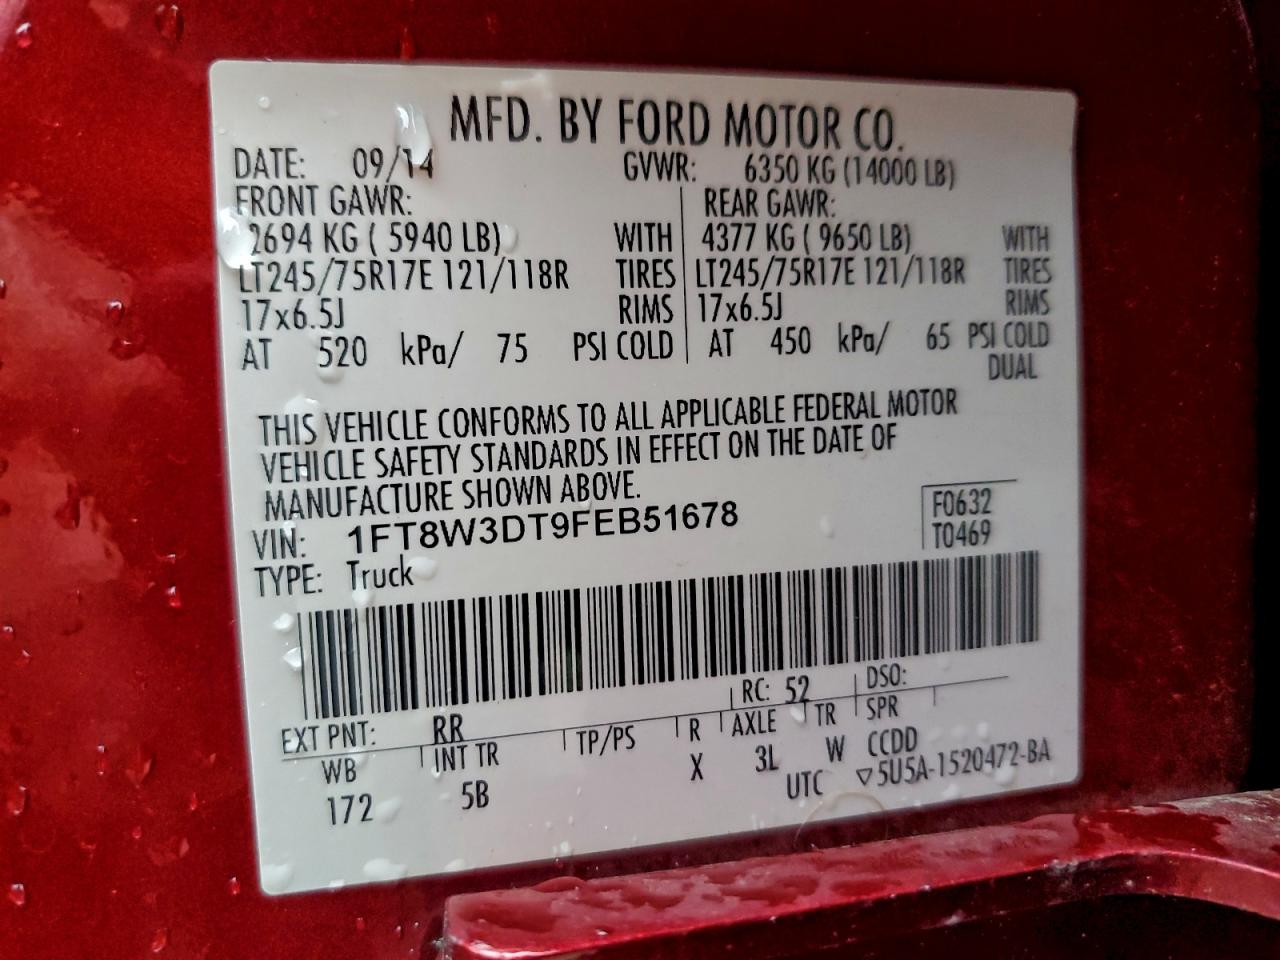 MFD. BY FORD MOTOR CO.
DATE: 09/14 GVWR: 6350 KG (14000 LB)
FRONT GAWR: REAR GAWR:
2694 KG ( 5940 LB) WITH 4377 KG ( 9650 LB) WITH
LT245/75R17E 121/118R TIRES LT245/75R17E 121/118R TIRES
17x6.5J RIMS 17x6.5J RIMS
AT 520 kPa/ 75 PSI COLD AT 450 kPa/ 65 PSI COLD
DUAL
THIS VEHICLE CONFORMS TO ALL APPLICABLE FEDERAL MOTOR
VEHICLE SAFETY STANDARDS IN EFFECT ON THE DATE OF
MANUFACTURE SHOWN ABOVE.
VIN: 1FT8W3DT9FEB51678 F0632
TYPE: Truck T0469
EXT PNT: RR RC: 52 DSO:
WB INT TR TP/PS R AXLE TR SPR
172 5B X 3L W CCDD
UTC ▽5U5A-1520472-BA